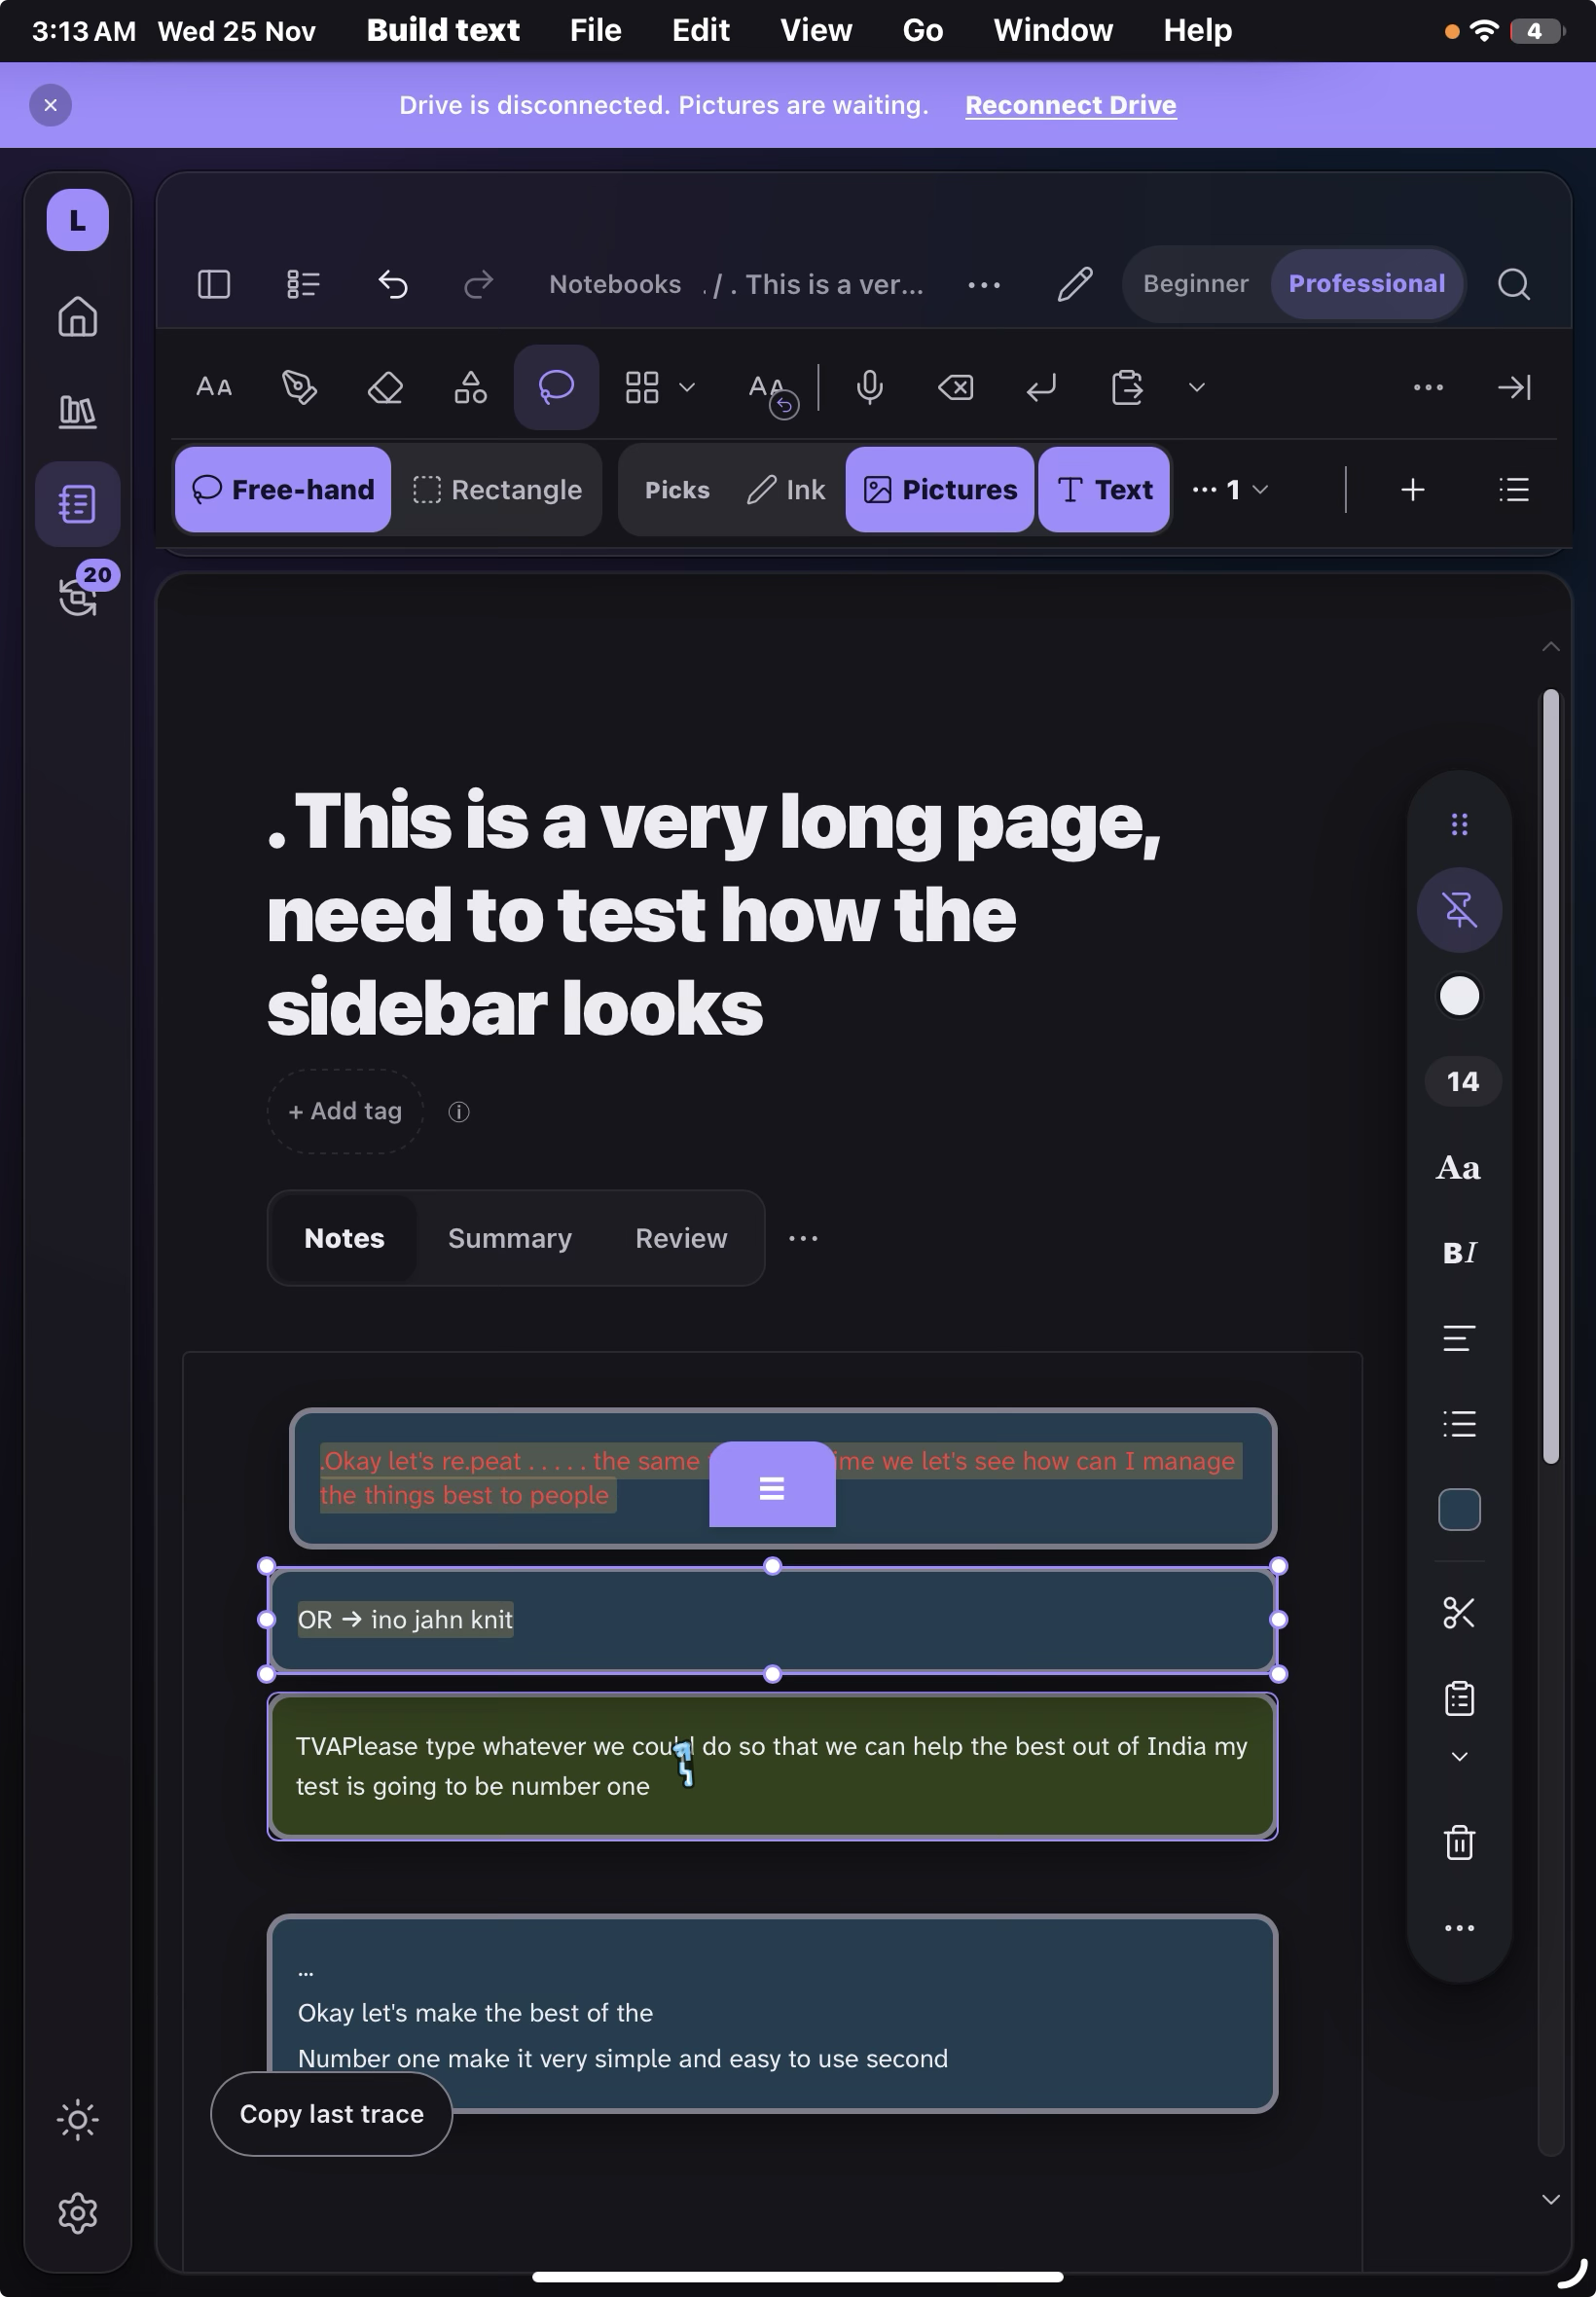 3:13 AM Wed 25 Nov Build text File Edit View Go Window Help 4
Drive is disconnected. Pictures are waiting. Reconnect Drive
L
Notebooks . / . This is a ver... Beginner Professional
Free-hand Rectangle Picks Ink Pictures Text ... 1
20
. This is a very long page,
need to test how the
sidebar looks
+ Add tag
14
Aa
Notes Summary Review
BI
.Okay let's re.peat . . . . . the same ime we let's see how can I manage
the things best to people
OR → ino jahn knit
TVAPlease type whatever we could do so that we can help the best out of India my
test is going to be number one
...
Okay let's make the best of the
Number one make it very simple and easy to use second
Copy last trace